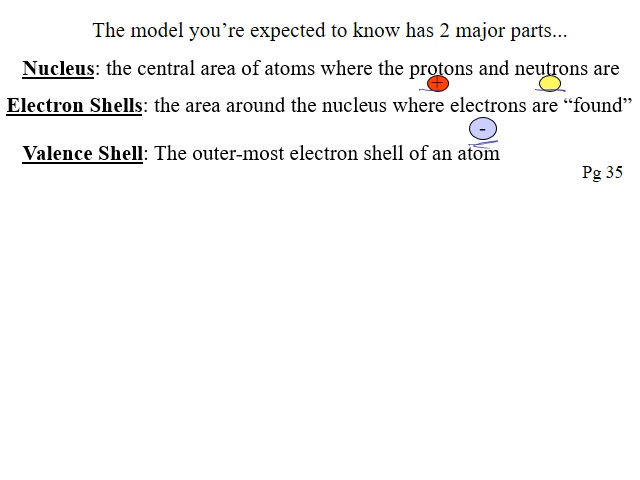 The model you’re expected to know has 2 major parts...
Nucleus: the central area of atoms where the protons and neutrons are
+
Electron Shells: the area around the nucleus where electrons are “found”
-
Valence Shell: The outer-most electron shell of an atom
Pg 35